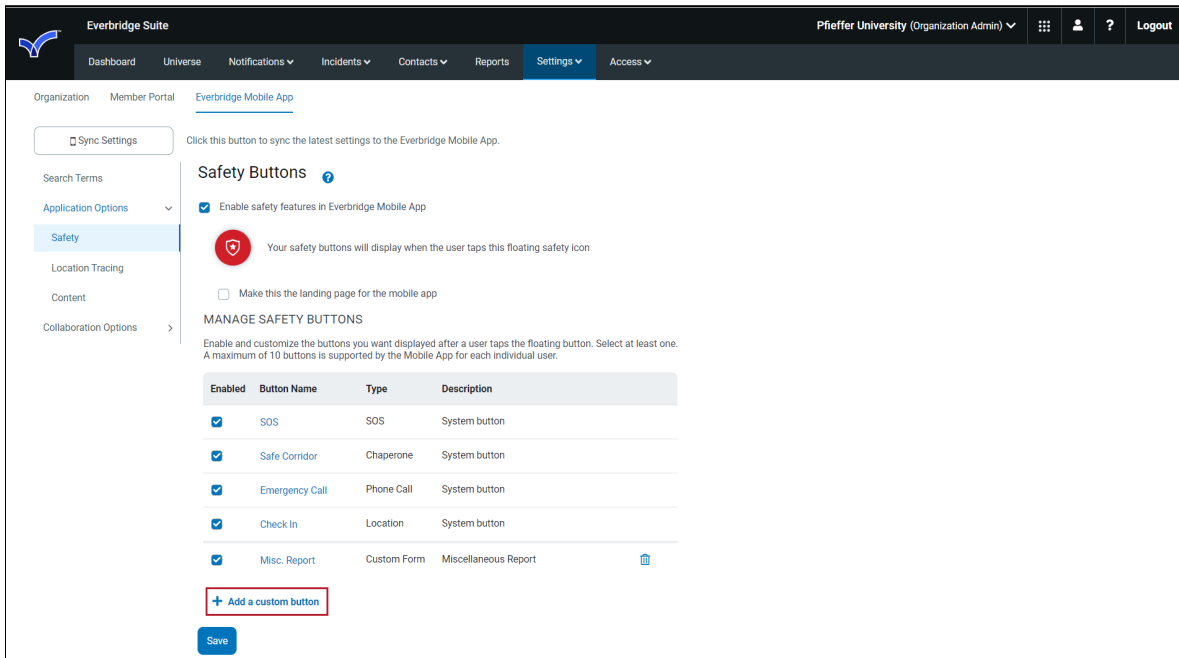 Everbridge Suite
Pfieffer University (Organization Admin)
?
Logout
Dashboard
Universe
Notifications
Incidents
Contacts
Reports
Settings
Access
Organization
Member Portal
Everbridge Mobile App
Sync Settings
Click this button to sync the latest settings to the Everbridge Mobile App.
Search Terms
Application Options
Safety
Location Tracing
Content
Collaboration Options
Safety Buttons ?
Enable safety features in Everbridge Mobile App
Your safety buttons will display when the user taps this floating safety icon
Make this the landing page for the mobile app
MANAGE SAFETY BUTTONS
Enable and customize the buttons you want displayed after a user taps the floating button. Select at least one.
A maximum of 10 buttons is supported by the Mobile App for each individual user.
Enabled Button Name Type Description
SOS SOS System button
Safe Corridor Chaperone System button
Emergency Call Phone Call System button
Check In Location System button
Misc. Report Custom Form Miscellaneous Report
+ Add a custom button
Save